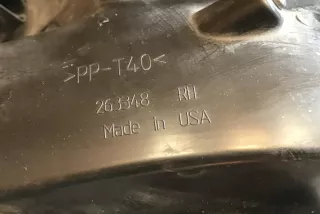 >PP-T40<
263348 RH
Made in USA